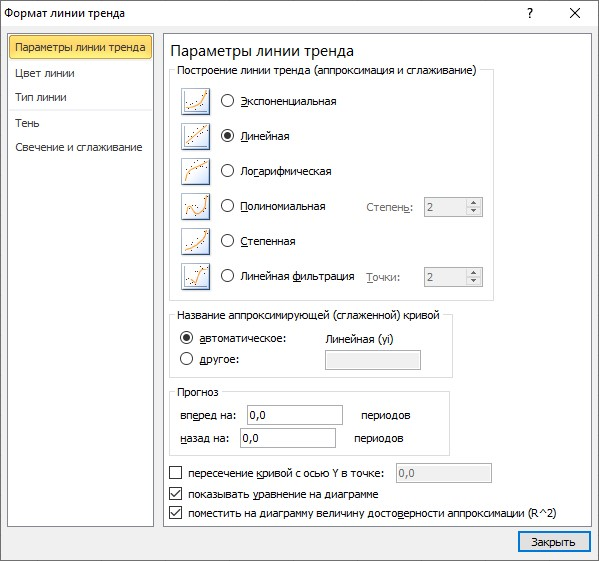 Формат линии тренда
?
Параметры линии тренда
Цвет линии
Тип линии
Тень
Свечение и сглаживание
Параметры линии тренда
Построение линии тренда (аппроксимация и сглаживание)
Экспоненциальная
Линейная
Логарифмическая
Полиномиальная Степень: 2
Степенная
Линейная фильтрация Точки: 2
Название аппроксимирующей (сглаженной) кривой
автоматическое: Линейная (yi)
другое:
Прогноз
вперед на: 0,0 периодов
назад на: 0,0 периодов
пересечение кривой с осью Y в точке: 0,0
показывать уравнение на диаграмме
поместить на диаграмму величину достоверности аппроксимации (R^2)
Закрыть